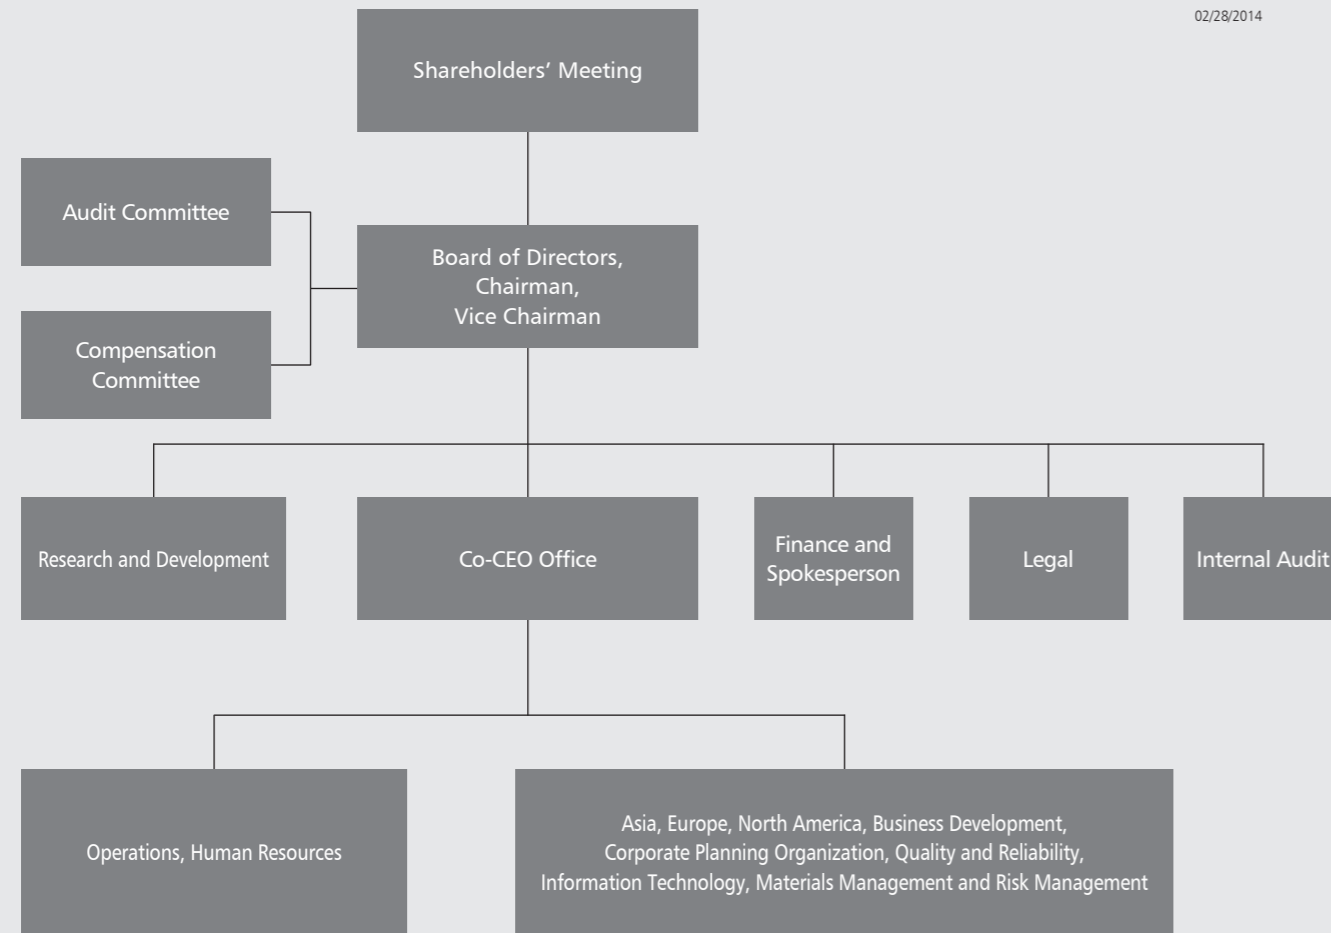 02/28/2014
Shareholders’ Meeting
Audit Committee
Board of Directors,
Chairman,
Vice Chairman
Compensation
Committee
Research and Development
Co-CEO Office
Finance and
Spokesperson
Legal
Internal Audit
Operations, Human Resources
Asia, Europe, North America, Business Development,
Corporate Planning Organization, Quality and Reliability,
Information Technology, Materials Management and Risk Management